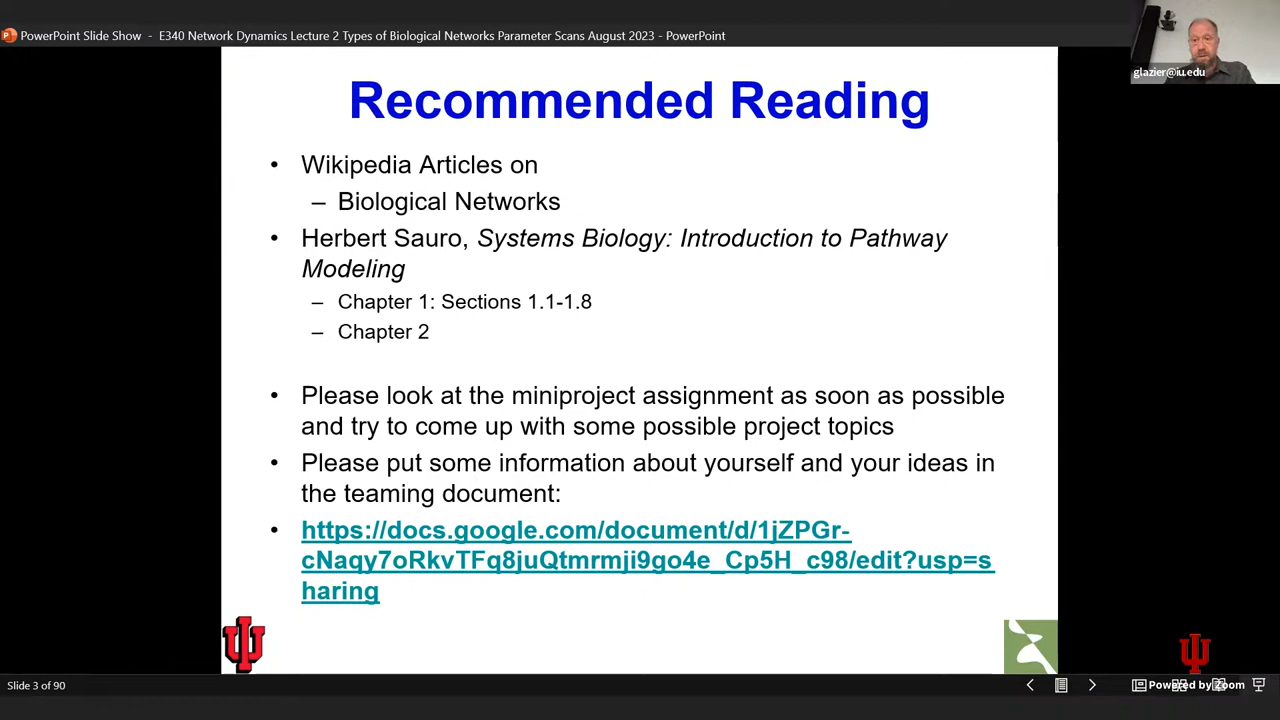 PowerPoint Slide Show - E340 Network Dynamics Lecture 2 Types of Biological Networks Parameter Scans August 2023 - PowerPoint
glazier@iu.edu
Recommended Reading
• Wikipedia Articles on
– Biological Networks
• Herbert Sauro, Systems Biology: Introduction to Pathway
Modeling
– Chapter 1: Sections 1.1-1.8
– Chapter 2
• Please look at the miniproject assignment as soon as possible
and try to come up with some possible project topics
• Please put some information about yourself and your ideas in
the teaming document:
• https://docs.google.com/document/d/1jZPGr-
cNaqy7oRkvTFq8juQtmrmji9go4e_Cp5H_c98/edit?usp=s
haring
Slide 3 of 90
Powered by Zoom